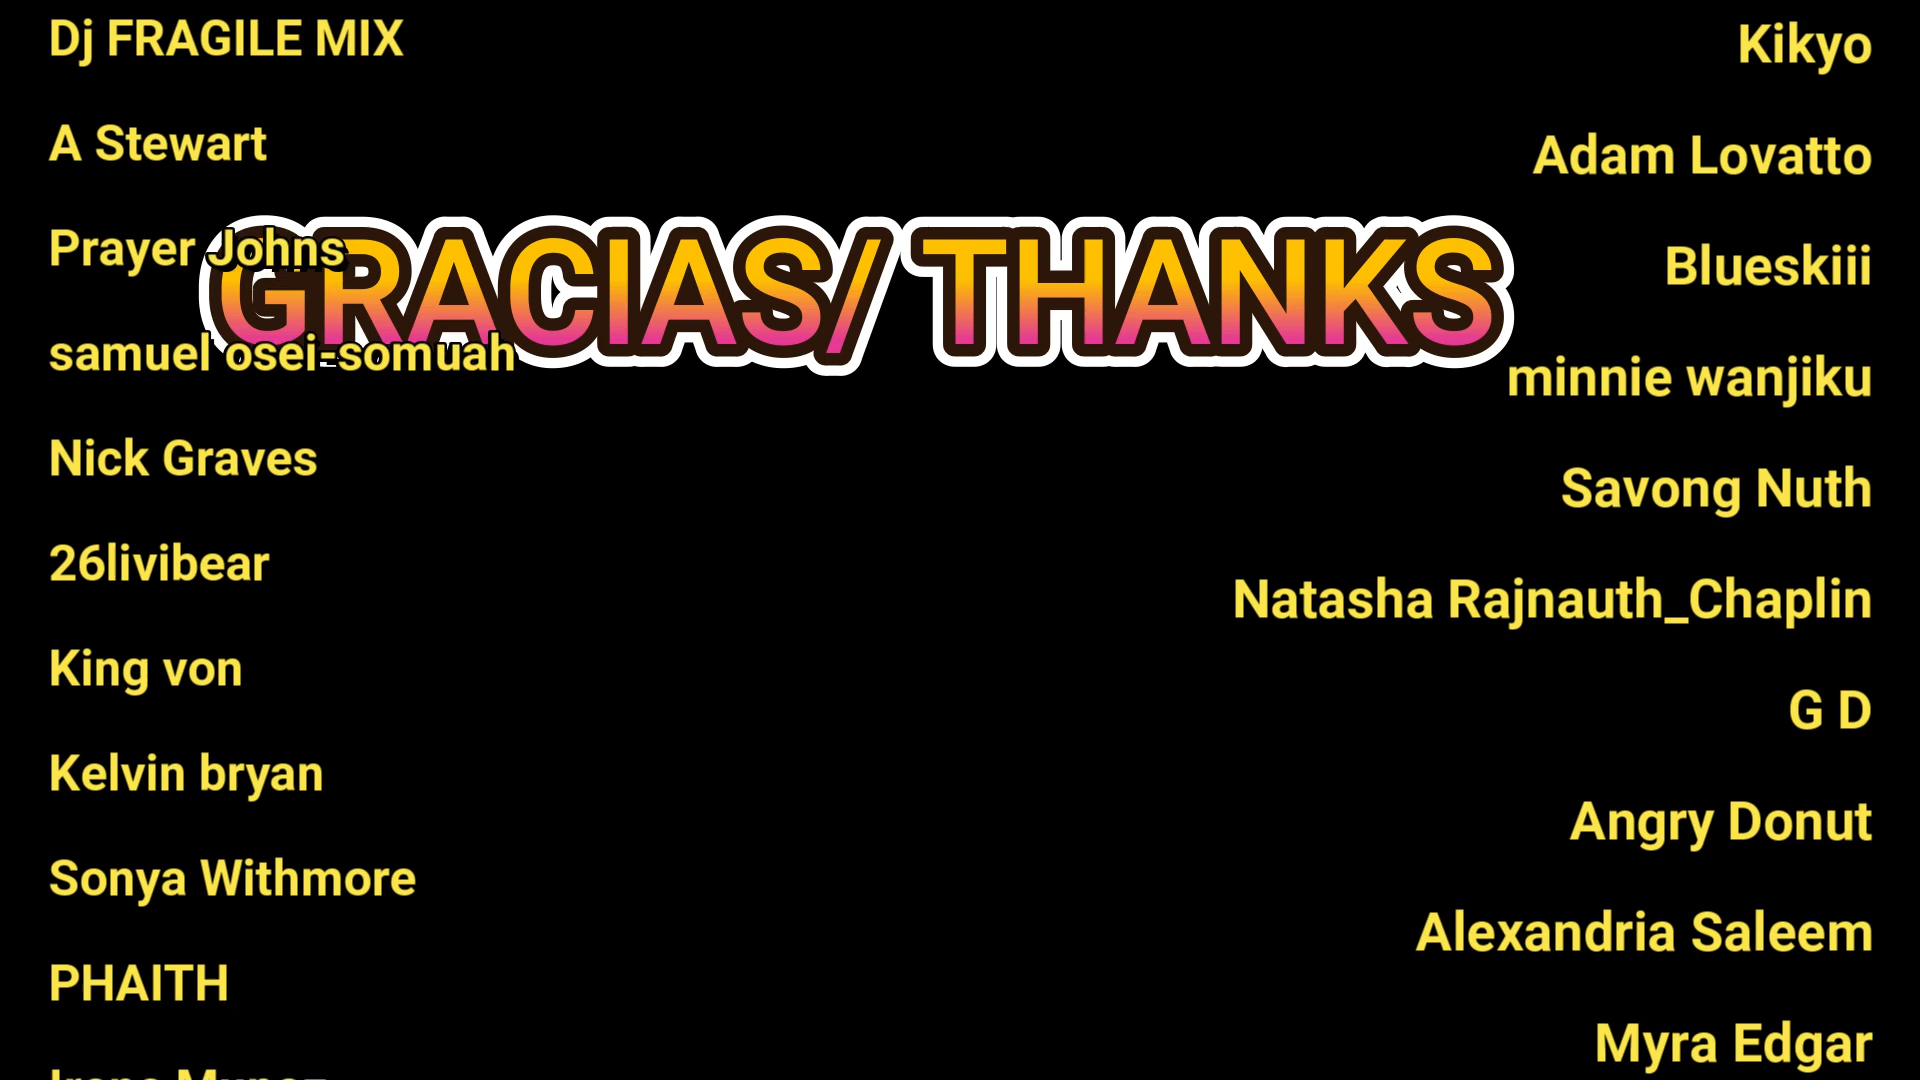 Dj FRAGILE MIX
A Stewart
Prayer Johns
samuel osei-somuah
Nick Graves
26livibear
King von
Kelvin bryan
Sonya Withmore
PHAITH
GRACIAS/ THANKS
Kikyo
Adam Lovatto
Blueskiii
minnie wanjiku
Savong Nuth
Natasha Rajnauth_Chaplin
G D
Angry Donut
Alexandria Saleem
Myra Edgar